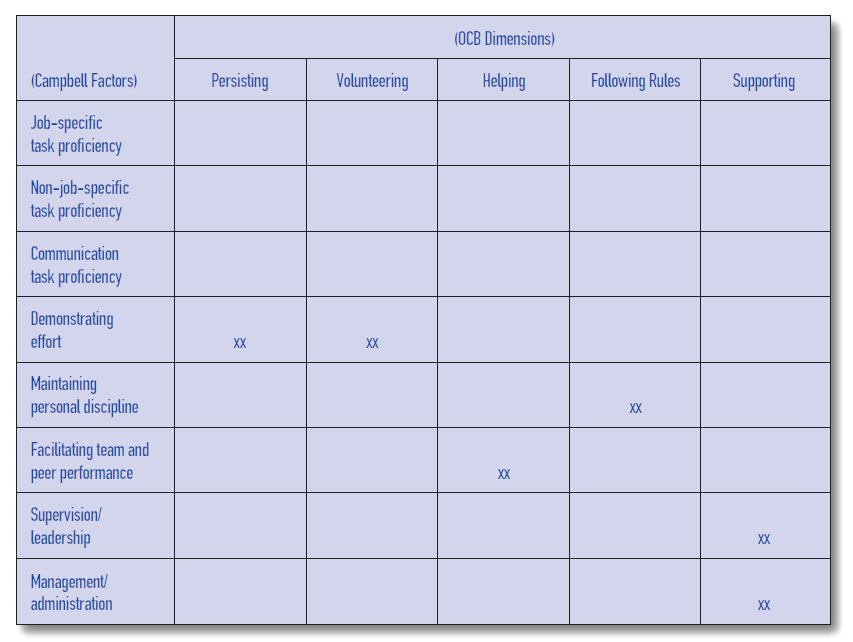 (OCB Dimensions)
(Campbell Factors) Persisting Volunteering Helping Following Rules Supporting
Job-specific
task proficiency
Non-job-specific
task proficiency
Communication
task proficiency
Demonstrating
effort xx xx
Maintaining
personal discipline xx
Facilitating team and
peer performance xx
Supervision/
leadership xx
Management/
administration xx